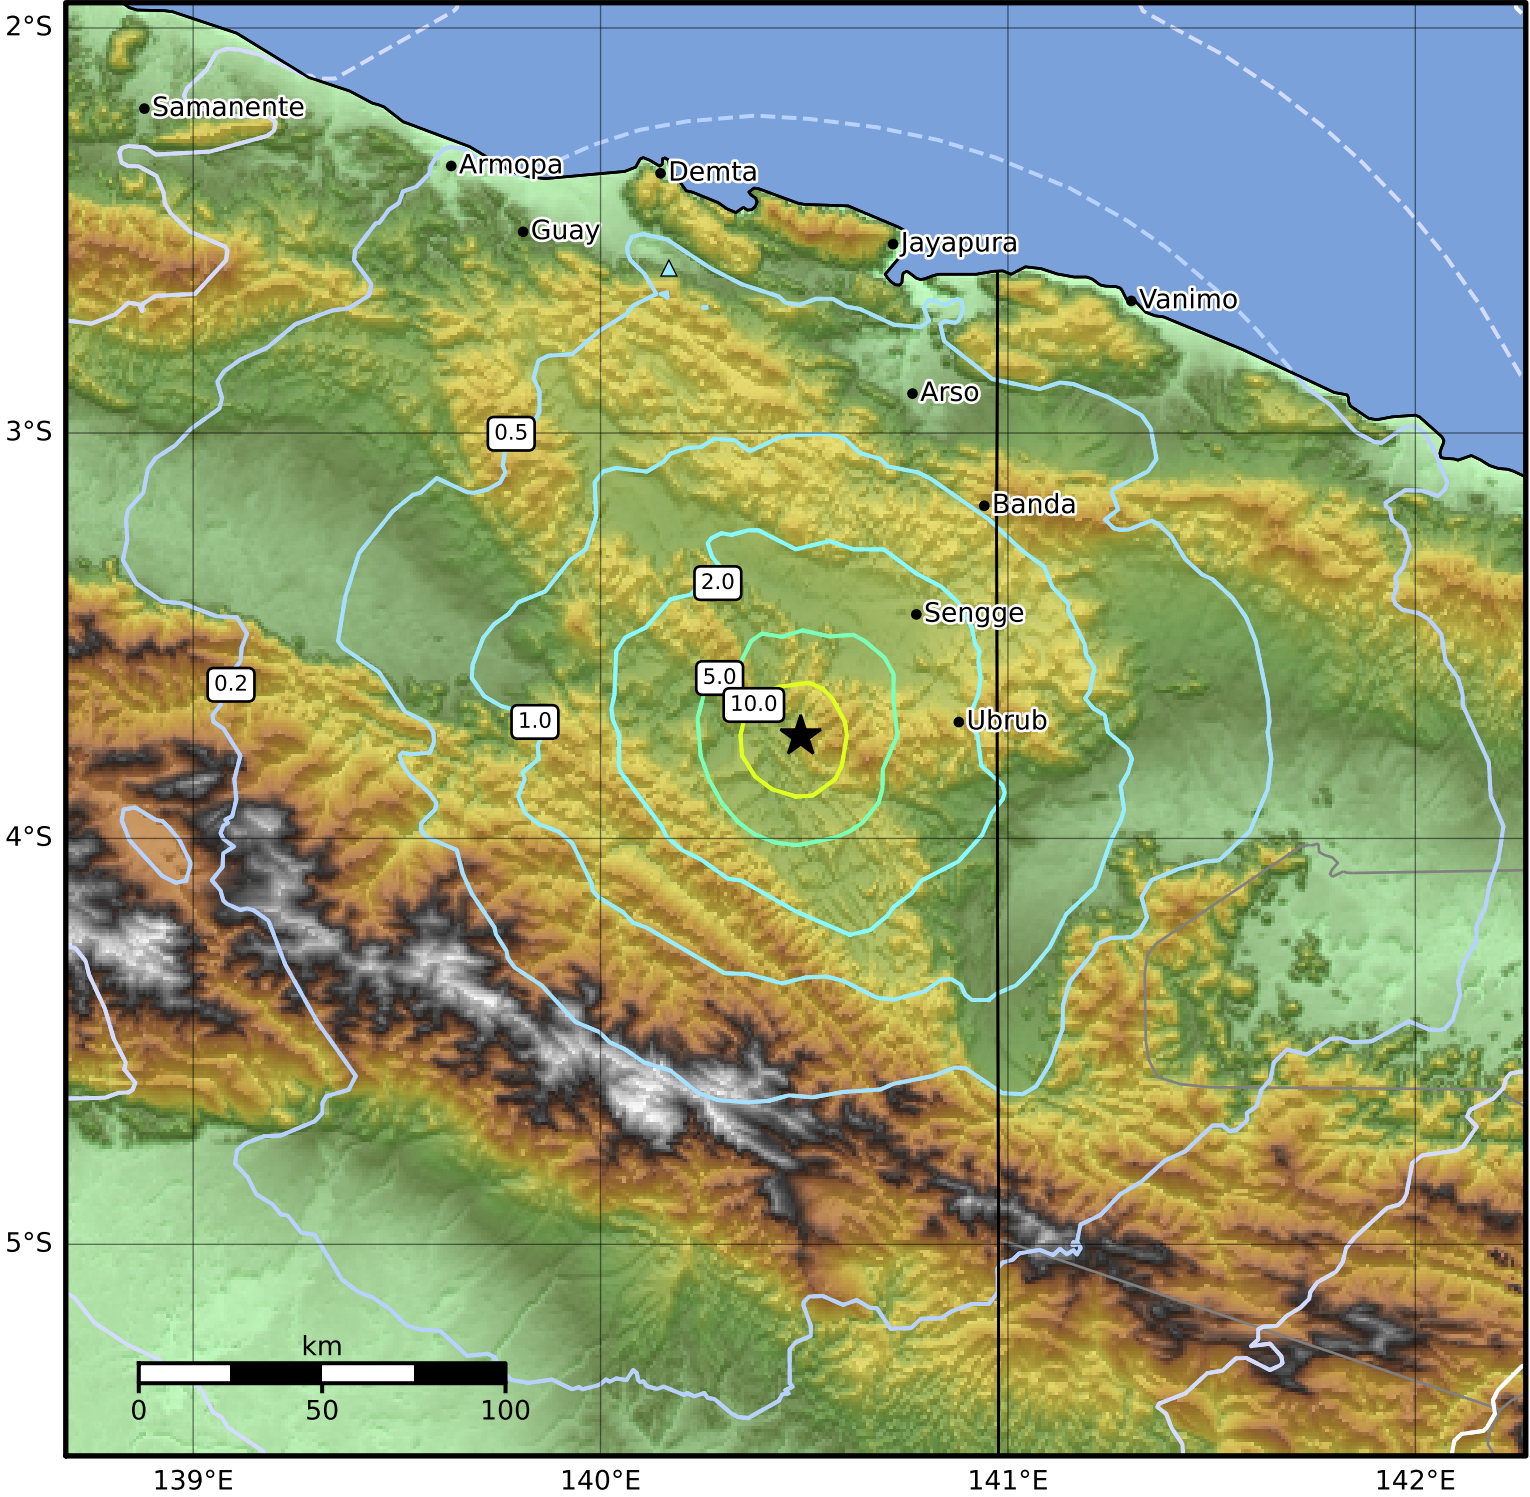 2°S
Samanente
Armopa
Demta
Guay
Jayapura
Vanimo
Arso
3°S
0.5
Banda
2.0
Sengge
5.0
0.2
10.0
1.0
Ubrub
4°S
5°S
km
0 50 100
139°E 140°E 141°E 142°E